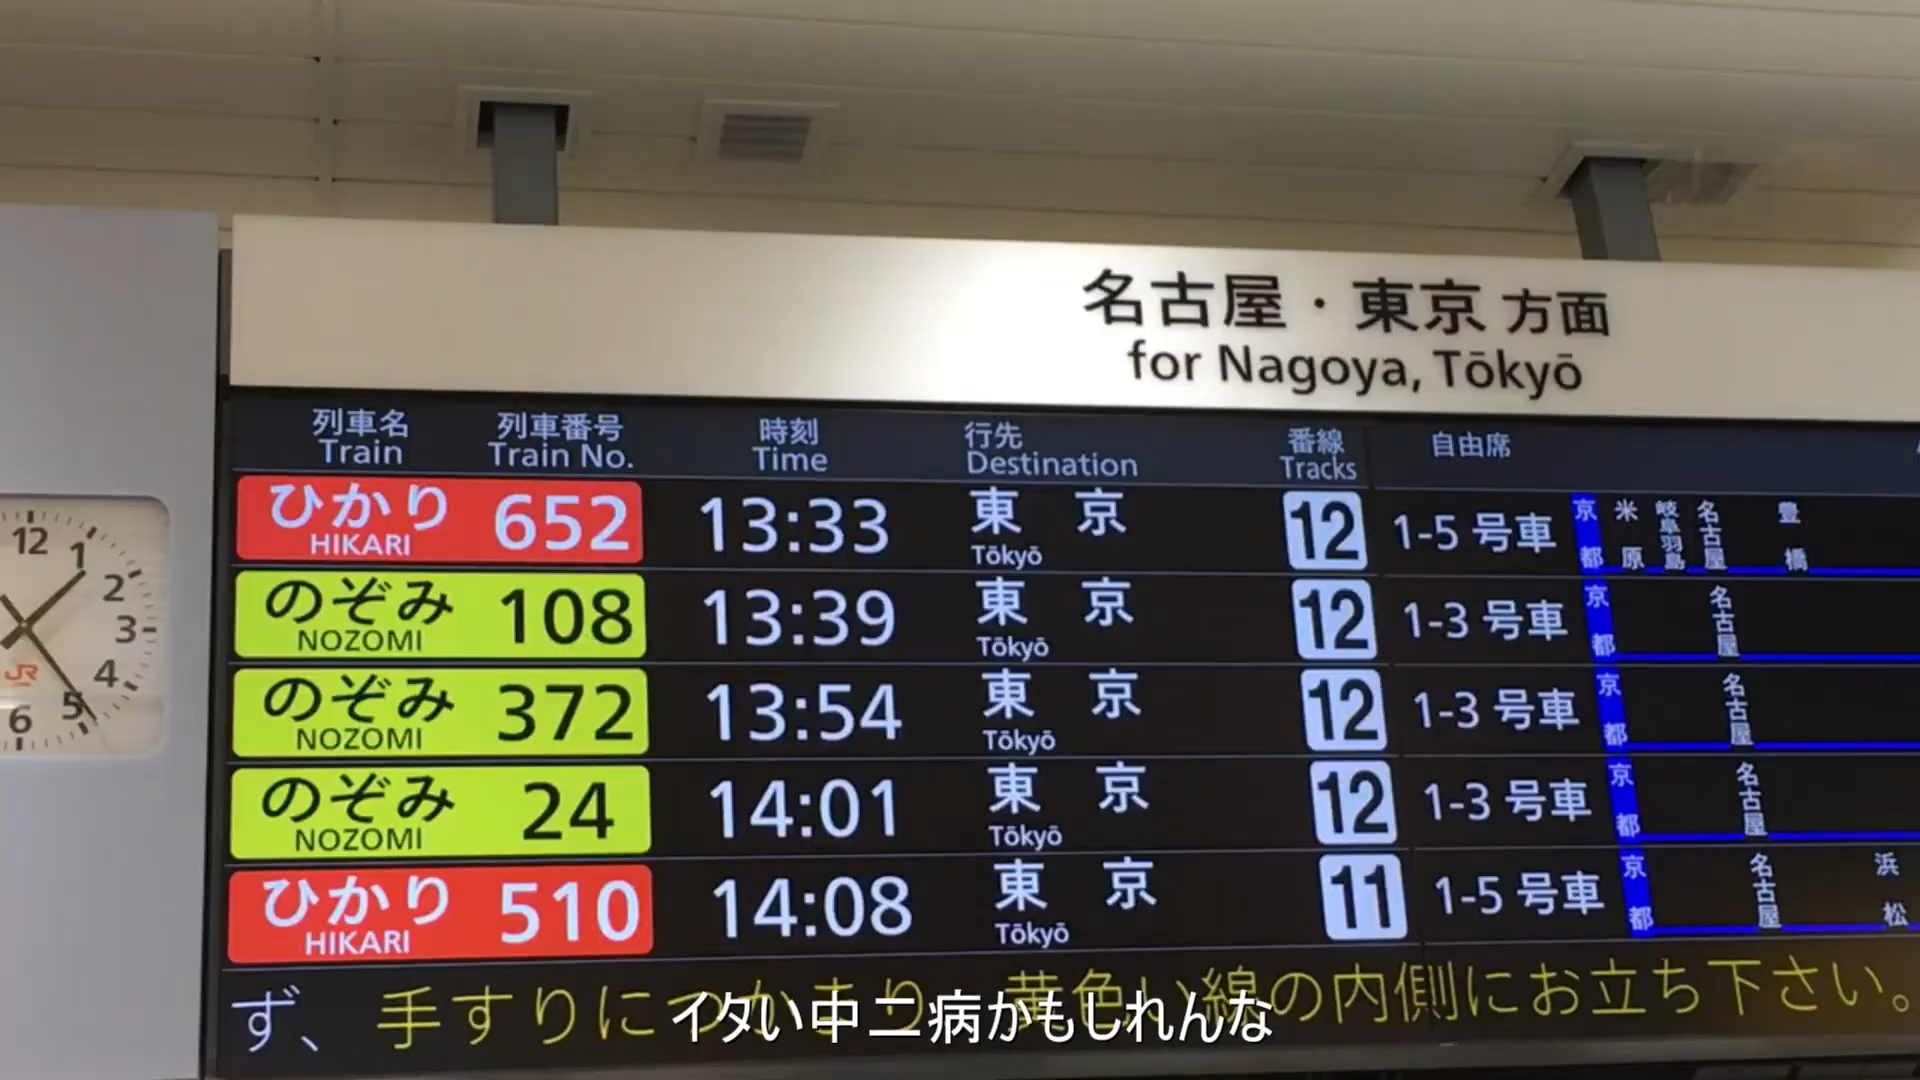 名古屋・東京 方面
for Nagoya, Tōkyō
列車名 列車番号 時刻 行先 番線 自由席
Train Train No. Time Destination Tracks
ひかり 652 13:33 東京 12 1-5 号車 京都 米原 岐阜羽島 名古屋 豊橋
HIKARI Tōkyō
のぞみ 108 13:39 東京 12 1-3 号車 京都 名古屋
NOZOMI Tōkyō
のぞみ 372 13:54 東京 12 1-3 号車 京都 名古屋
NOZOMI Tōkyō
のぞみ 24 14:01 東京 12 1-3 号車 京都 名古屋
NOZOMI Tōkyō
ひかり 510 14:08 東京 11 1-5 号車 京都 名古屋 浜松
HIKARI Tōkyō
ず、手すりにつかまり 黄色い線の内側にお立ち下さい。
イタい中二病かもしれんな
12
1
2
3
4
5
6
JR